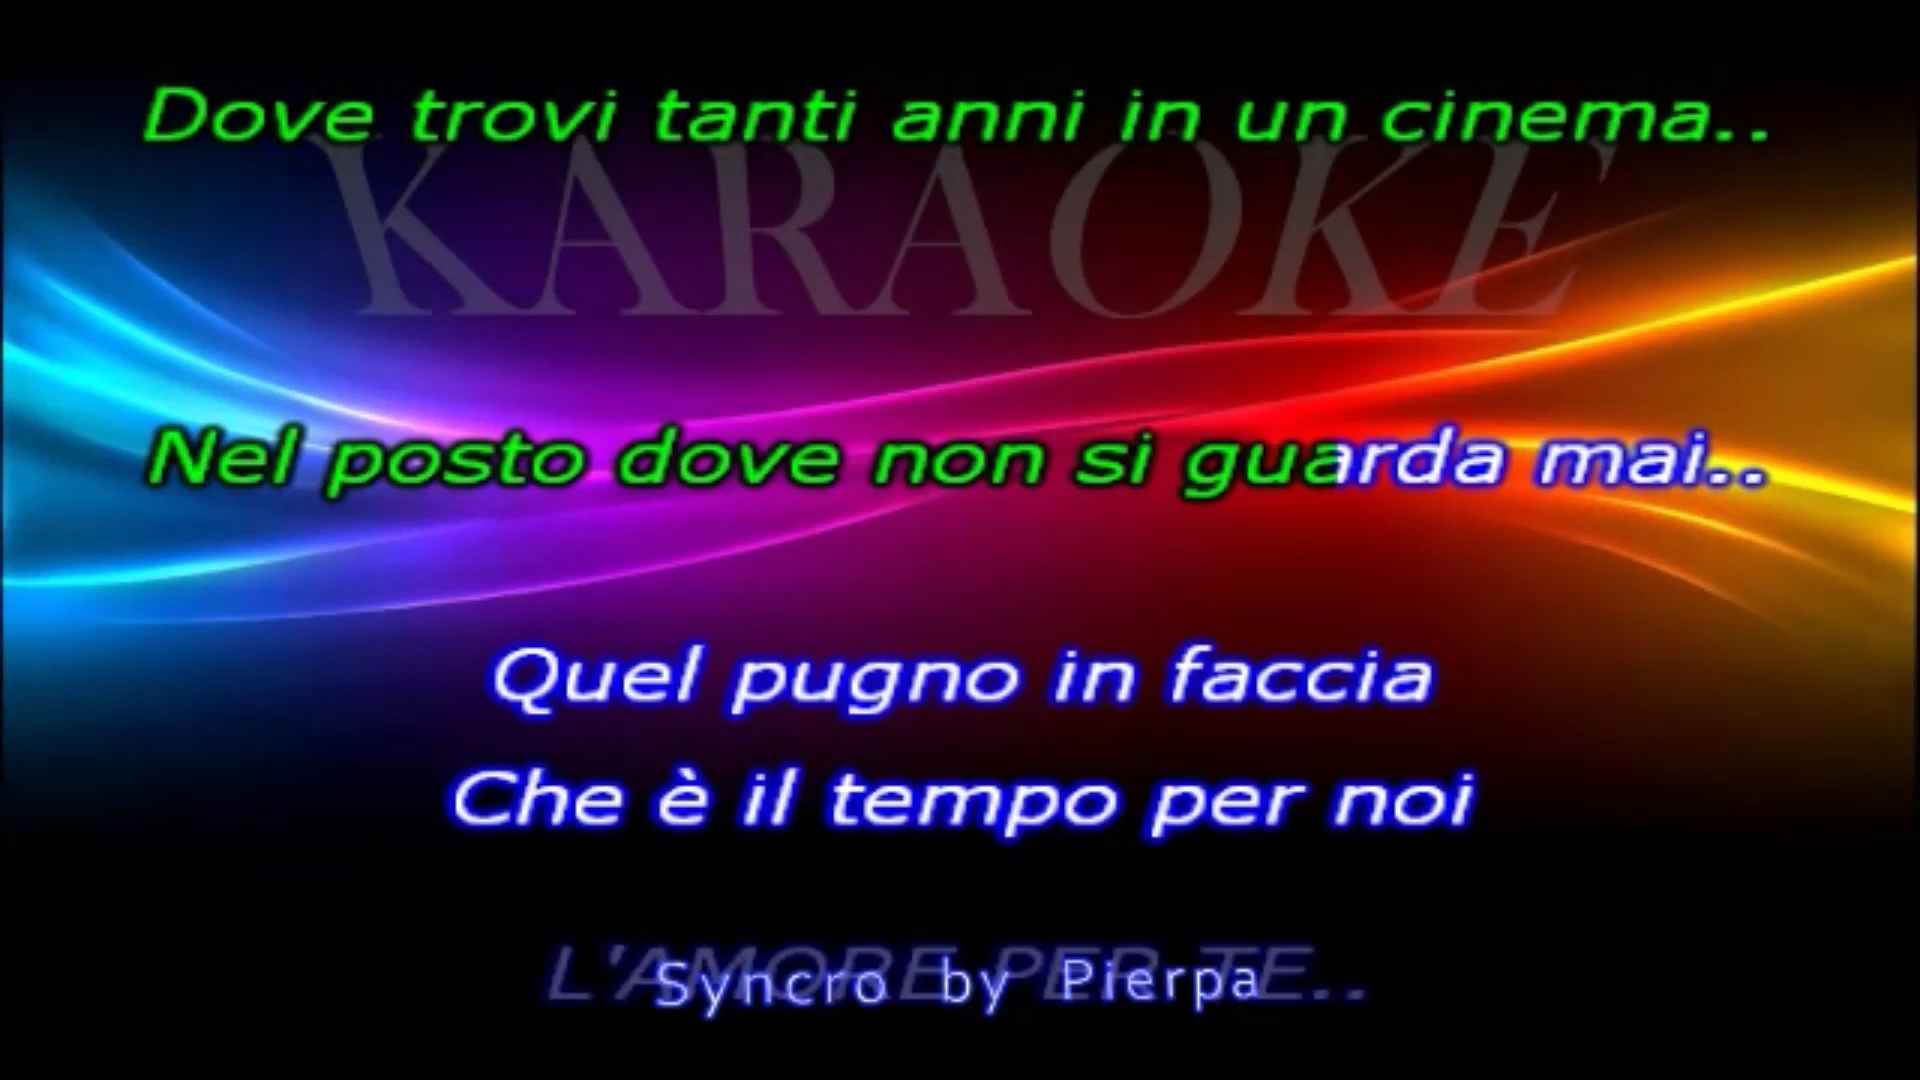 Dove trovi tanti anni in un cinema..
KARAOKE
Nel posto dove non si guarda mai..
Quel pugno in faccia
Che è il tempo per noi
L'AMORE PER TE..
Syncro by Pierpa